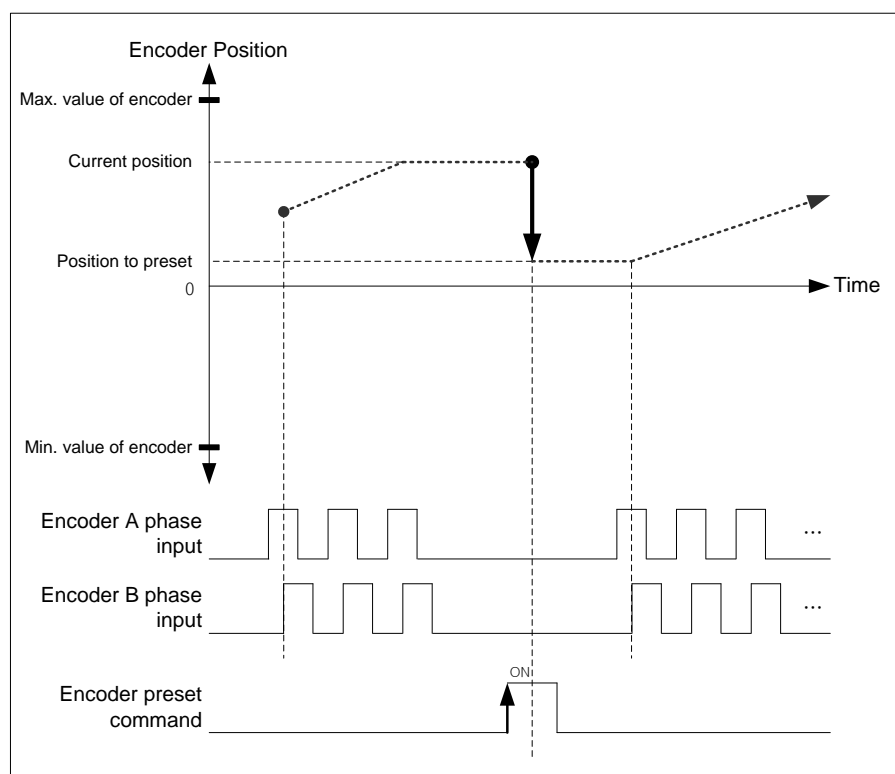 Encoder Position
Max. value of encoder
Current position
Position to preset
0
Time
Min. value of encoder
Encoder A phase
input
...
Encoder B phase
input
...
ON
Encoder preset
command